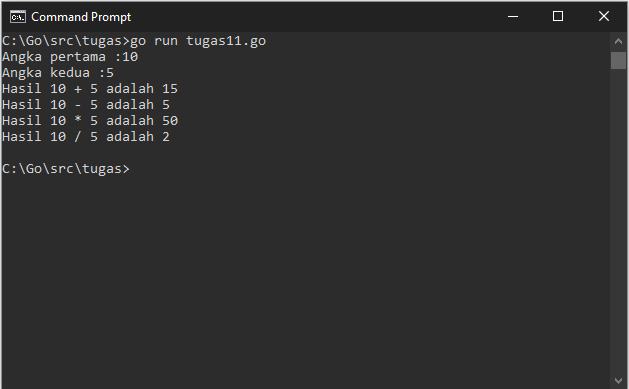 Command Prompt
C:\Go\src\tugas>go run tugas11.go
Angka pertama :10
Angka kedua :5
Hasil 10 + 5 adalah 15
Hasil 10 - 5 adalah 5
Hasil 10 * 5 adalah 50
Hasil 10 / 5 adalah 2
C:\Go\src\tugas>